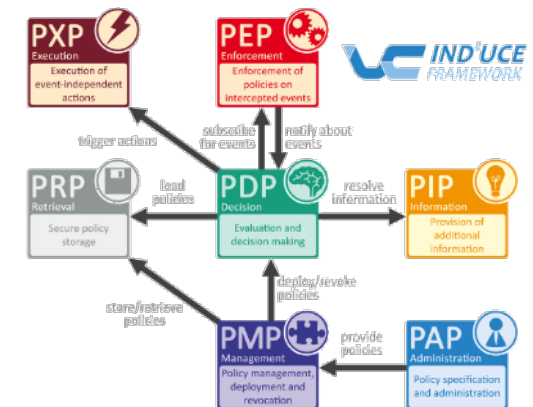 PXP
Execution
Execution of
event-independent
actions
PEP
Enforcement
Enforcement of
policies on
intercepted events
IND²UCE
FRAMEWORK
trigger actions
subscribe
for events
notify about
events
PRP
Retrieval
Secure policy
storage
load
policies
PDP
Decision
Evaluation and
decision making
resolve
information
PIP
Information
Provision of
additional
information
store/retrieve
policies
deploy/revoke
policies
PMP
Management
Policy management,
deployment and
revocation
provide
policies
PAP
Administration
Policy specification
and administration